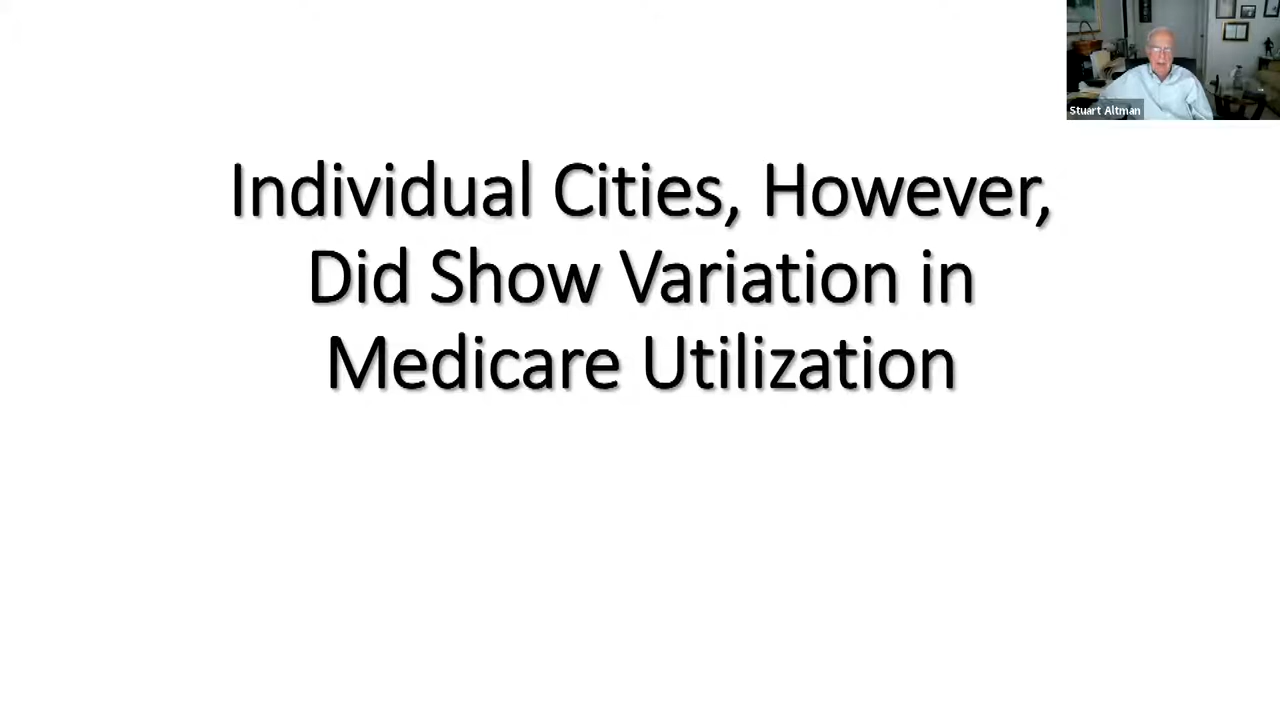 Stuart Altman
Individual Cities, However,
Did Show Variation in
Medicare Utilization